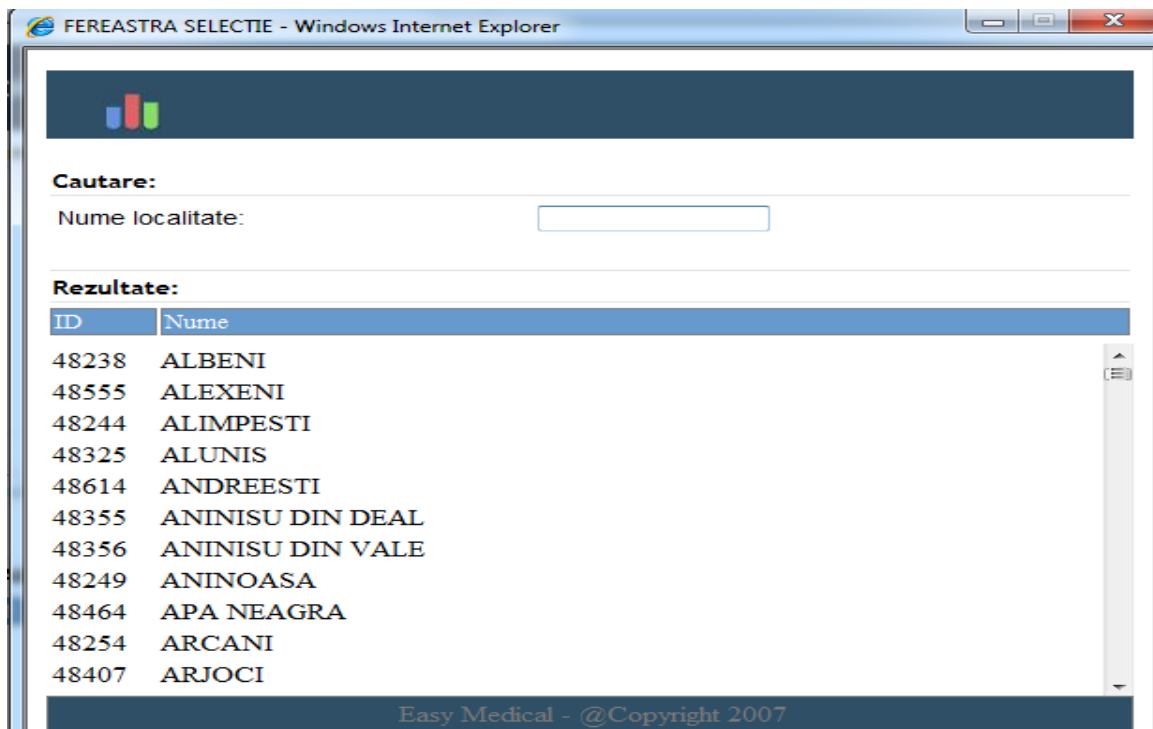 FEREASTRA SELECTIE - Windows Internet Explorer
Cautare:
Nume localitate:
Rezultate:
ID Nume
48238 ALBENI
48555 ALEXENI
48244 ALIMPESTI
48325 ALUNIS
48614 ANDREESTI
48355 ANINISU DIN DEAL
48356 ANINISU DIN VALE
48249 ANINOASA
48464 APA NEAGRA
48254 ARCANI
48407 ARJOCI
Easy Medical - @Copyright 2007